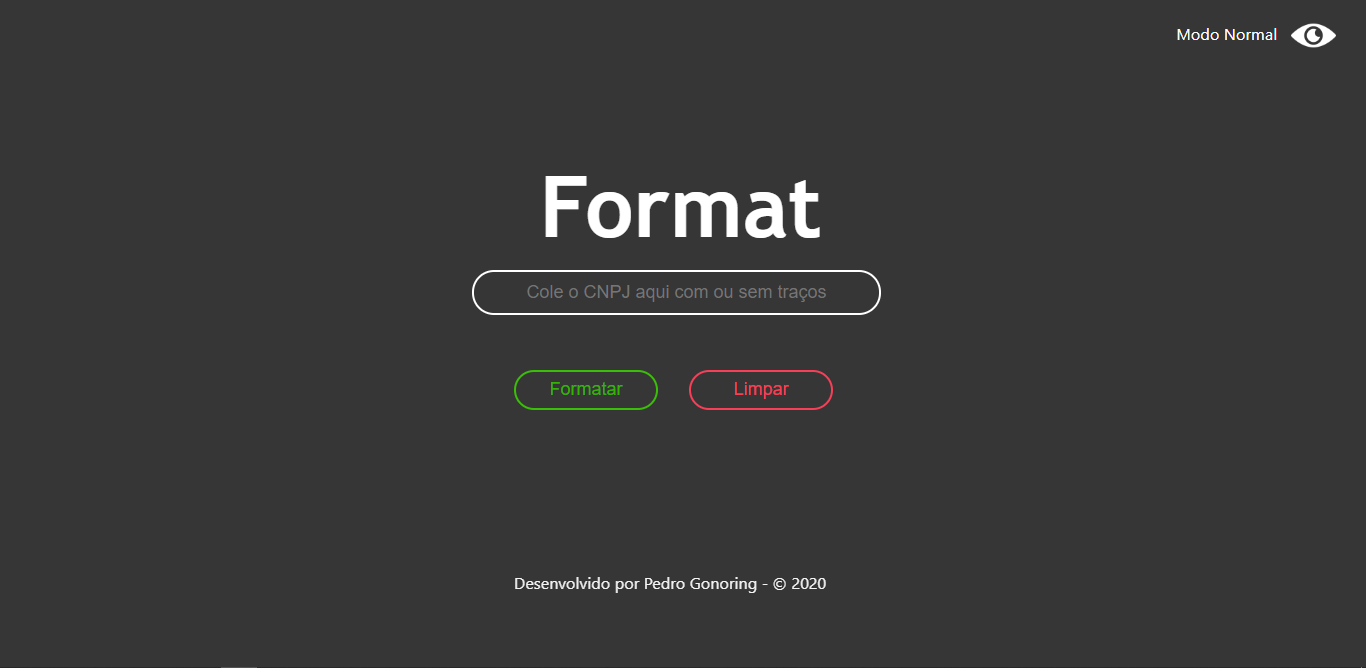 Modo Normal
Format
Cole o CNPJ aqui com ou sem traços
Formatar
Limpar
Desenvolvido por Pedro Gonoring - © 2020